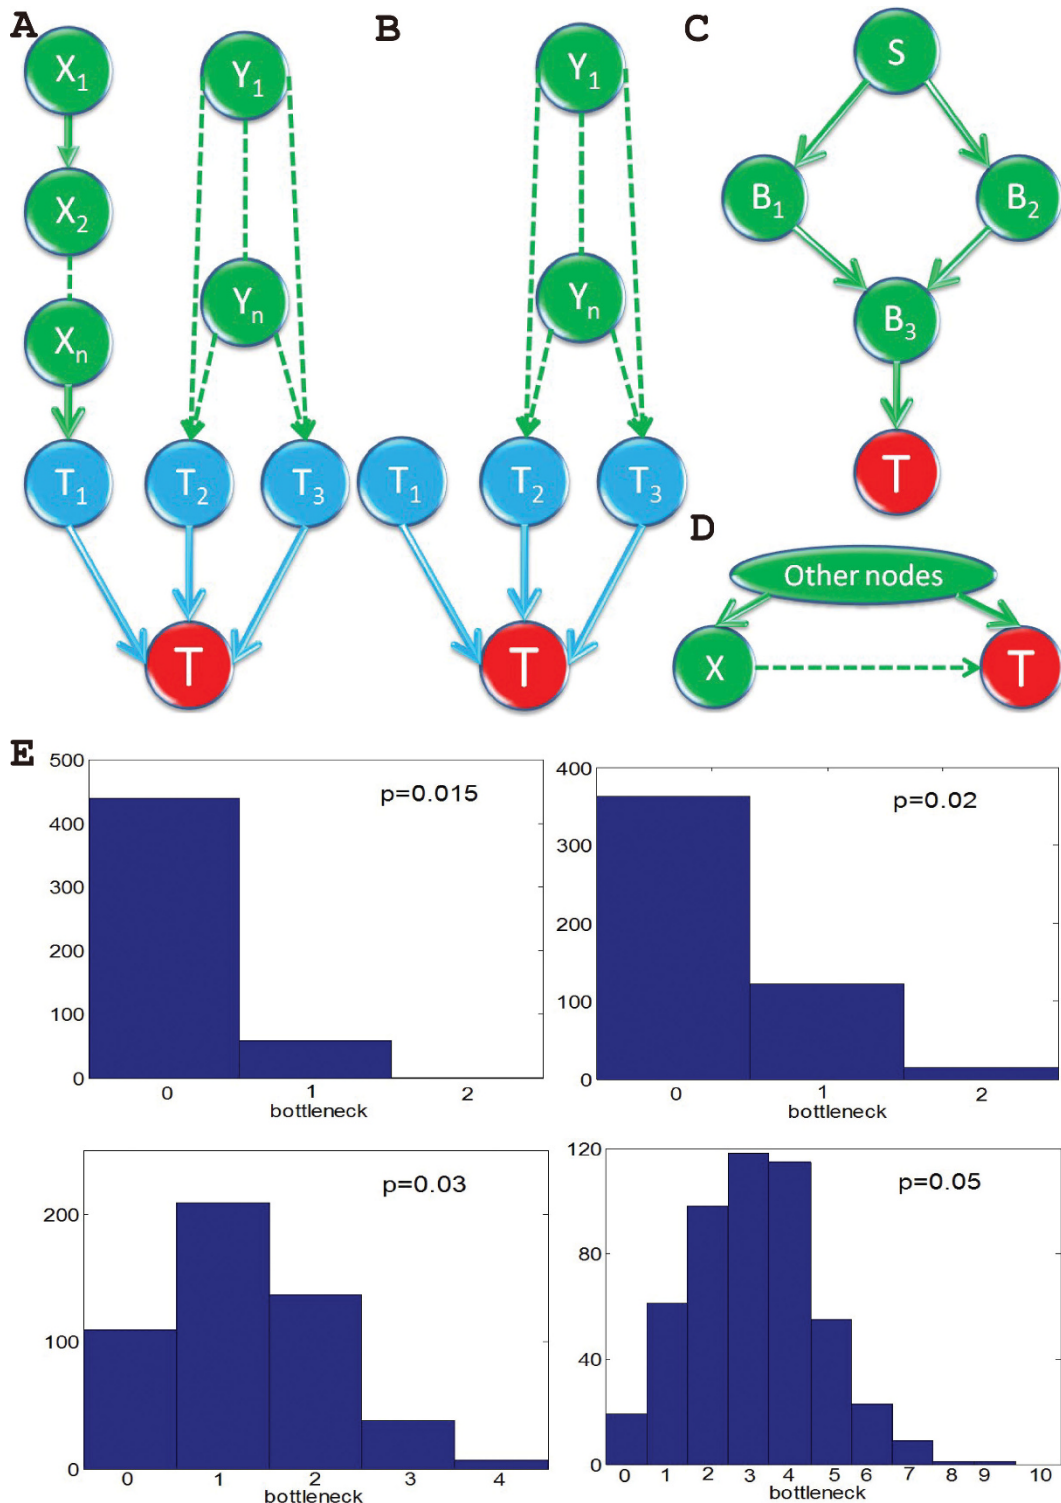 A
B
C
X1
Y1
Y1
S
X2
B1
B2
Xn
Yn
Yn
B3
T1
T2
T3
T1
T2
T3
T
D
Other nodes
T
T
X
T
E
500
400
300
200
100
0
p=0.015
0 1 2
bottleneck
400
300
200
100
0
p=0.02
0 1 2
bottleneck
200
100
0
p=0.03
0 1 2 3 4
bottleneck
120
80
40
0
p=0.05
0 1 2 3 4 5 6 7 8 9 10
bottleneck